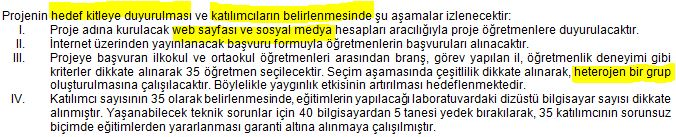 Projenin hedef kitleye duyurulması ve katılımcıların belirlenmesinde şu aşamalar izlenecektir:
I. Proje adına kurulacak web sayfası ve sosyal medya hesapları aracılığıyla proje öğretmenlere duyurulacaktır.
II. İnternet üzerinden yayınlanacak başvuru formuyla öğretmenlerin başvuruları alınacaktır.
III. Projeye başvuran ilkokul ve ortaokul öğretmenleri arasından branş, görev yapılan il, öğretmenlik deneyimi gibi
kriterler dikkate alınarak 35 öğretmen seçilecektir. Seçim aşamasında çeşitlilik dikkate alınarak, heterojen bir grup
oluşturulmasına çalışılacaktır. Böylelikle yaygınlık etkisinin artırılması hedeflenmektedir.
IV. Katılımcı sayısının 35 olarak belirlenmesinde, eğitimlerin yapılacağı laboratuvardaki dizüstü bilgisayar sayısı dikkate
alınmıştır. Yaşanabilecek teknik sorunlar için 40 bilgisayardan 5 tanesi yedek bırakılarak, 35 katılımcının sorunsuz
biçimde eğitimlerden yararlanması garanti altına alınmaya çalışılmıştır.